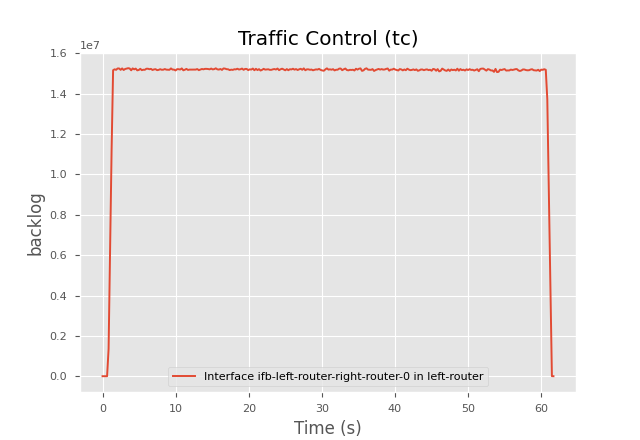 Traffic Control (tc)
1e7
1.6
1.4
1.2
1.0
0.8
0.6
0.4
0.2
0.0
backlog
Interface ifb-left-router-right-router-0 in left-router
0 10 20 30 40 50 60
Time (s)